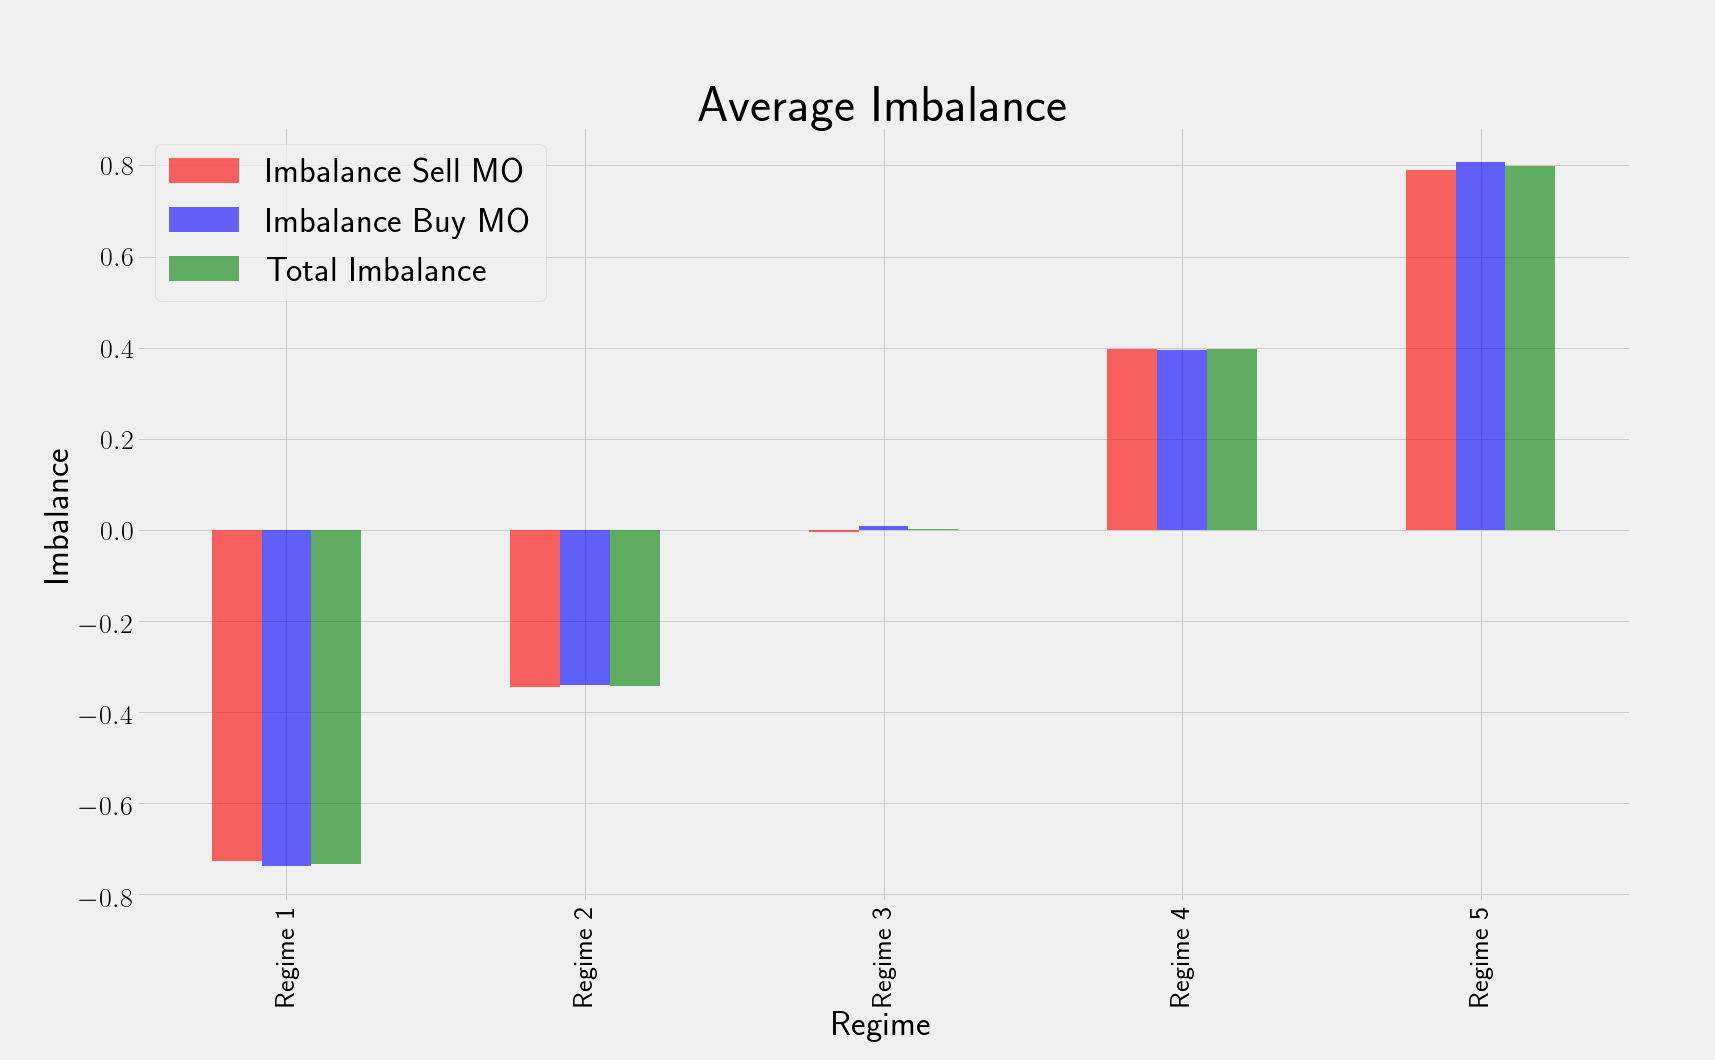 Average Imbalance
Imbalance Sell MO
Imbalance Buy MO
Total Imbalance
0.8
0.6
0.4
0.2
0.0
−0.2
−0.4
−0.6
−0.8
Imbalance
Regime 1
Regime 2
Regime 3
Regime 4
Regime 5
Regime